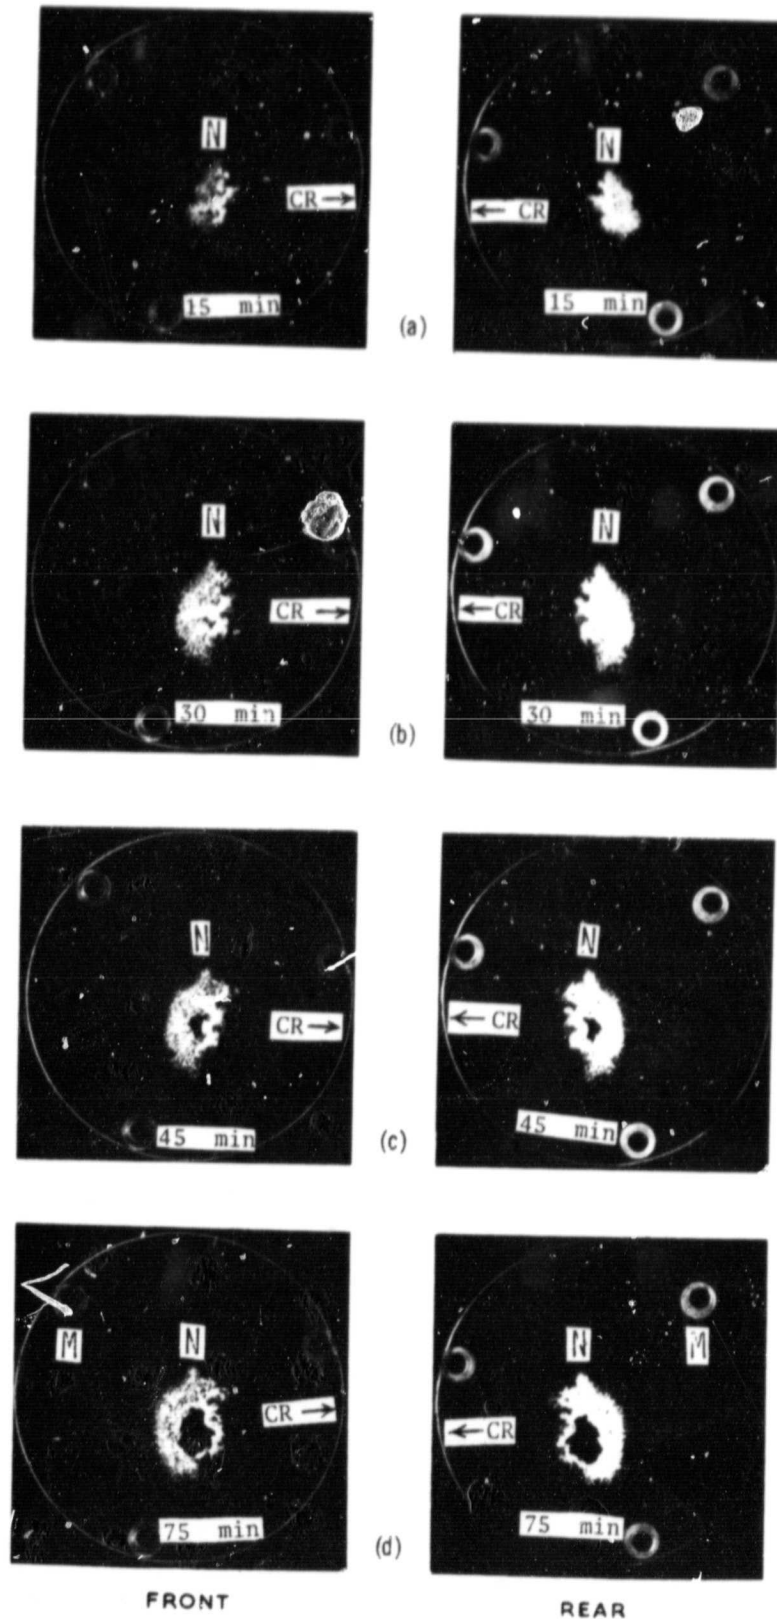 N
N
CR →
← CR
15 min
15 min
(a)
N
N
CR →
← CR
30 min
30 min
(b)
N
N
CR →
← CR
45 min
45 min
(c)
M N
N M
CR →
← CR
75 min
75 min
(d)
FRONT
REAR